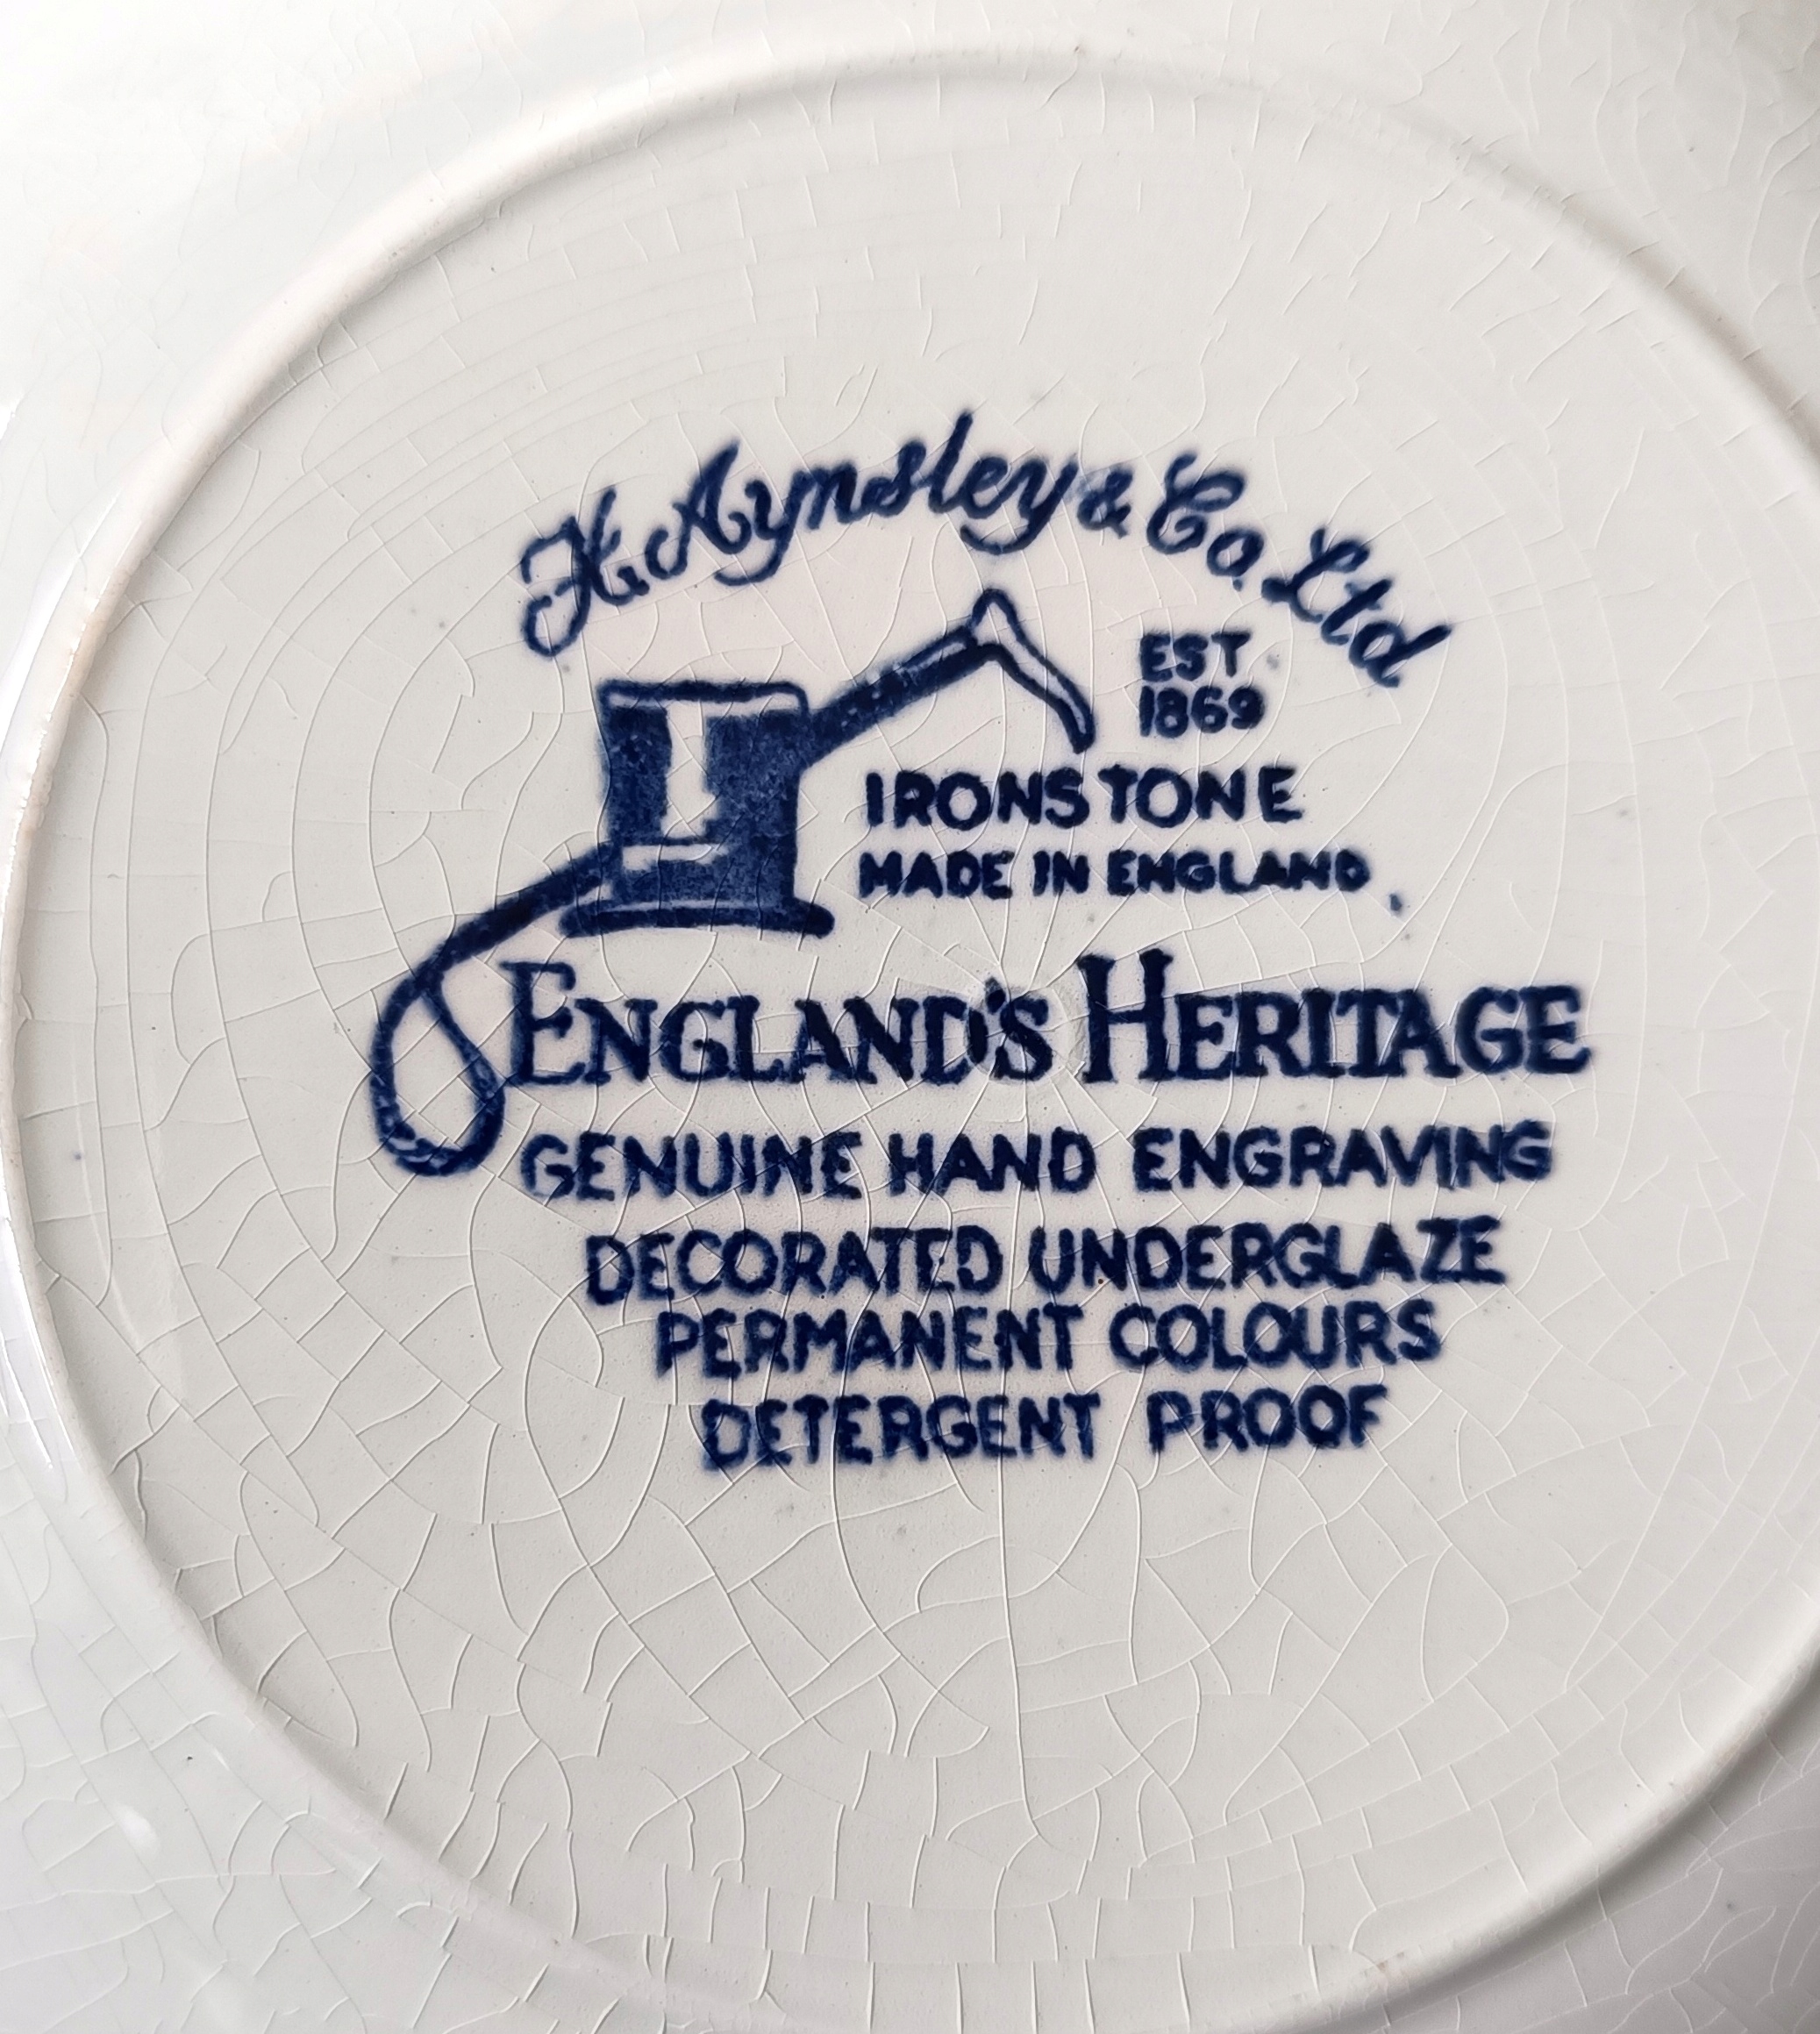 H. Aynsley & Co. Ltd
EST
1869
IRONSTONE
MADE IN ENGLAND
ENGLAND'S HERITAGE
GENUINE HAND ENGRAVING
DECORATED UNDERGLAZE
PERMANENT COLOURS
DETERGENT PROOF